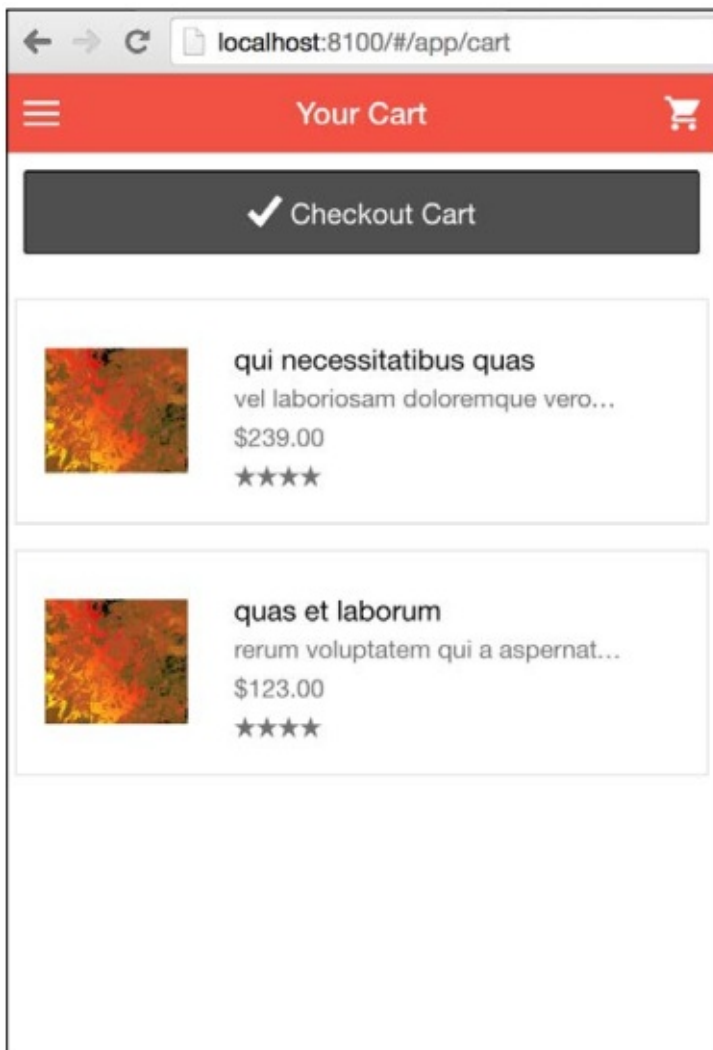 localhost:8100/#/app/cart
Your Cart
Checkout Cart
qui necessitatibus quas
vel laboriosam doloremque vero...
$239.00
★★★★
quas et laborum
rerum voluptatem qui a aspernat...
$123.00
★★★★